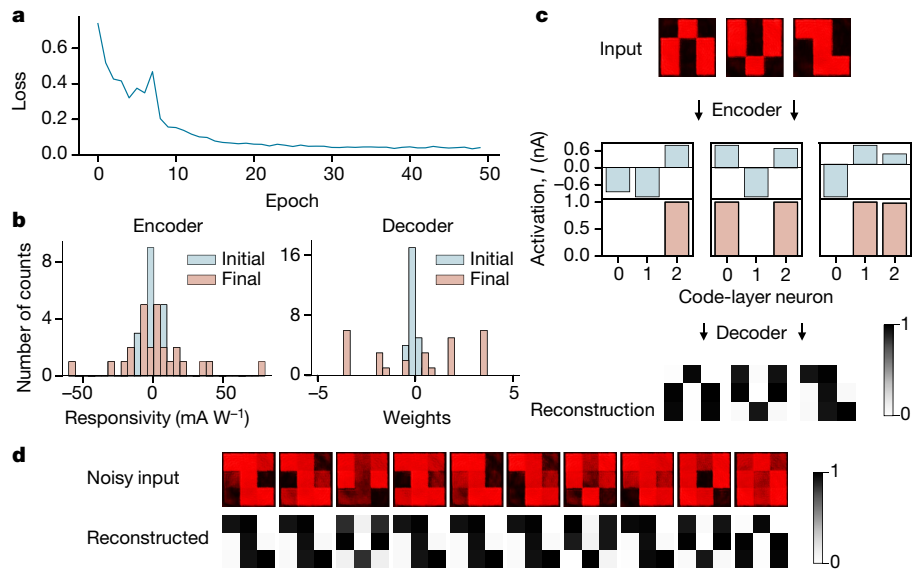 a
Loss
0.6
0.4
0.2
0.0
0 10 20 30 40 50
Epoch
b
Encoder
Number of counts
8
4
0
Initial
Final
−50 0 50
Responsivity (mA W⁻¹)
Decoder
16
8
0
Initial
Final
−5 0 5
Weights
c
Input
Encoder
Activation, I (nA)
0.6
0.0
−0.6
1.0
0.5
0.0
0 1 2 0 1 2 0 1 2
Code-layer neuron
Decoder
1
0
Reconstruction
d
Noisy input
Reconstructed
1
0